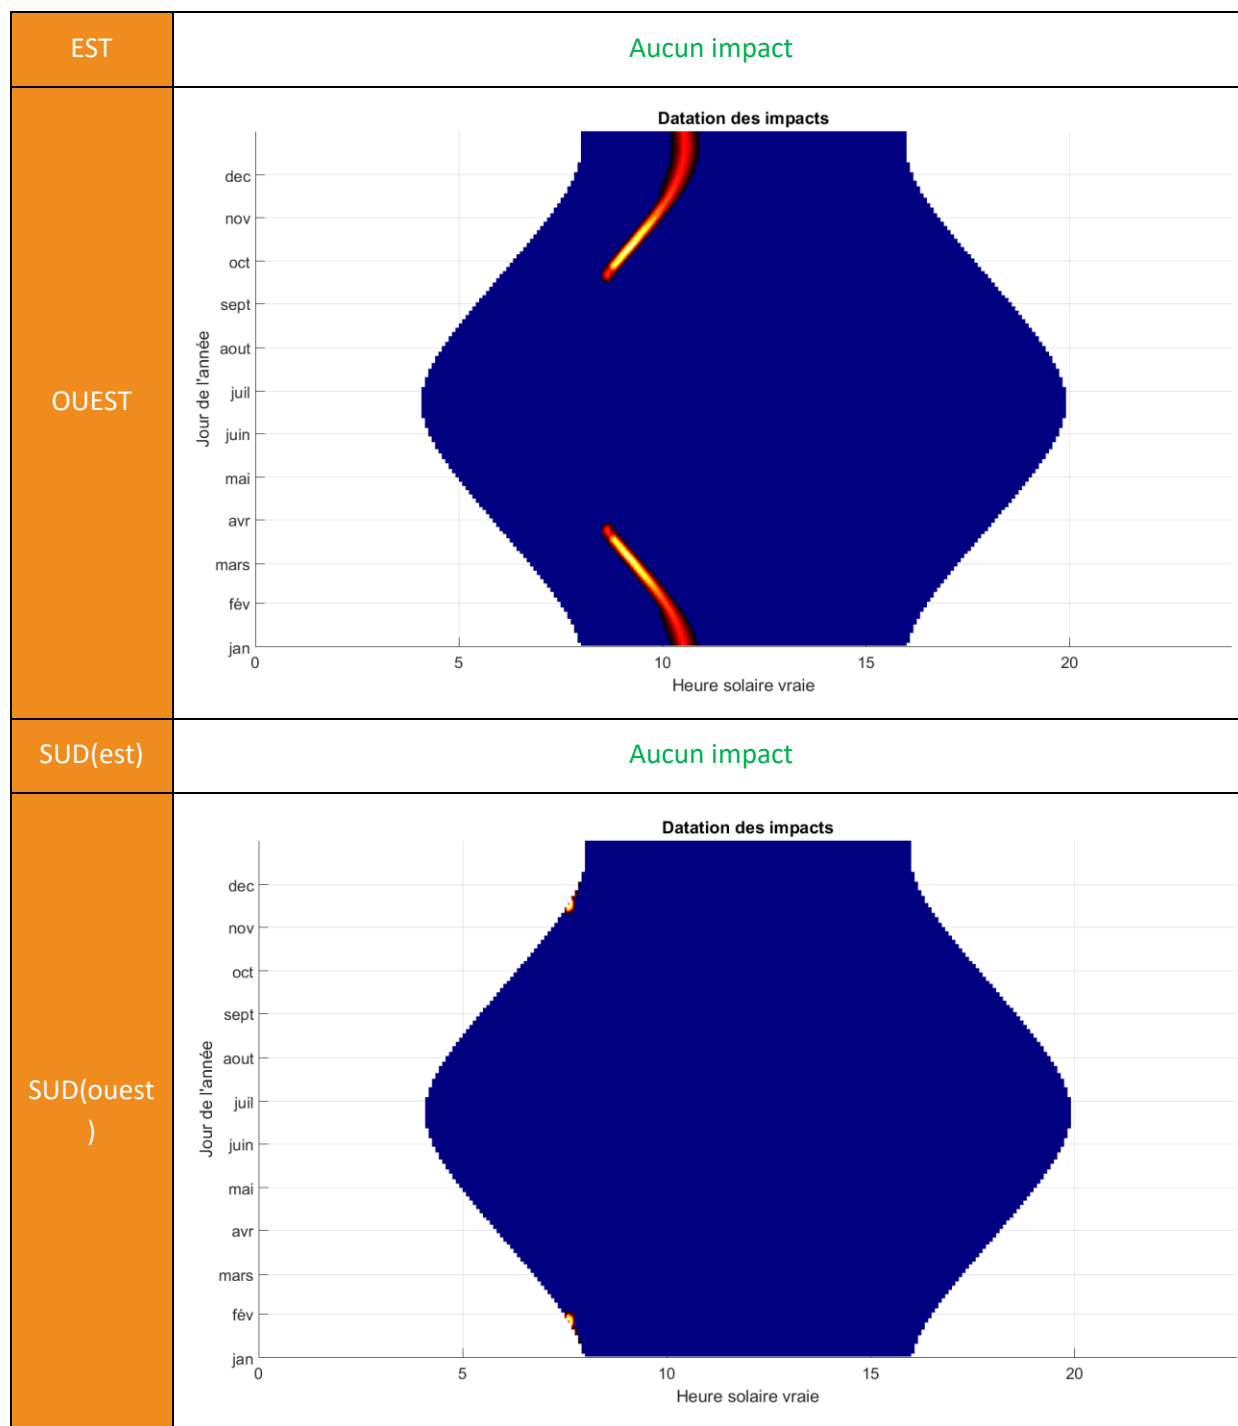 EST
Aucun impact
OUEST
Datation des impacts
Jour de l'année
dec
nov
oct
sept
aout
juil
juin
mai
avr
mars
fév
jan
0
5
10
15
20
Heure solaire vraie
SUD(est)
Aucun impact
SUD(ouest
)
Datation des impacts
Jour de l'année
dec
nov
oct
sept
aout
juil
juin
mai
avr
mars
fév
jan
0
5
10
15
20
Heure solaire vraie